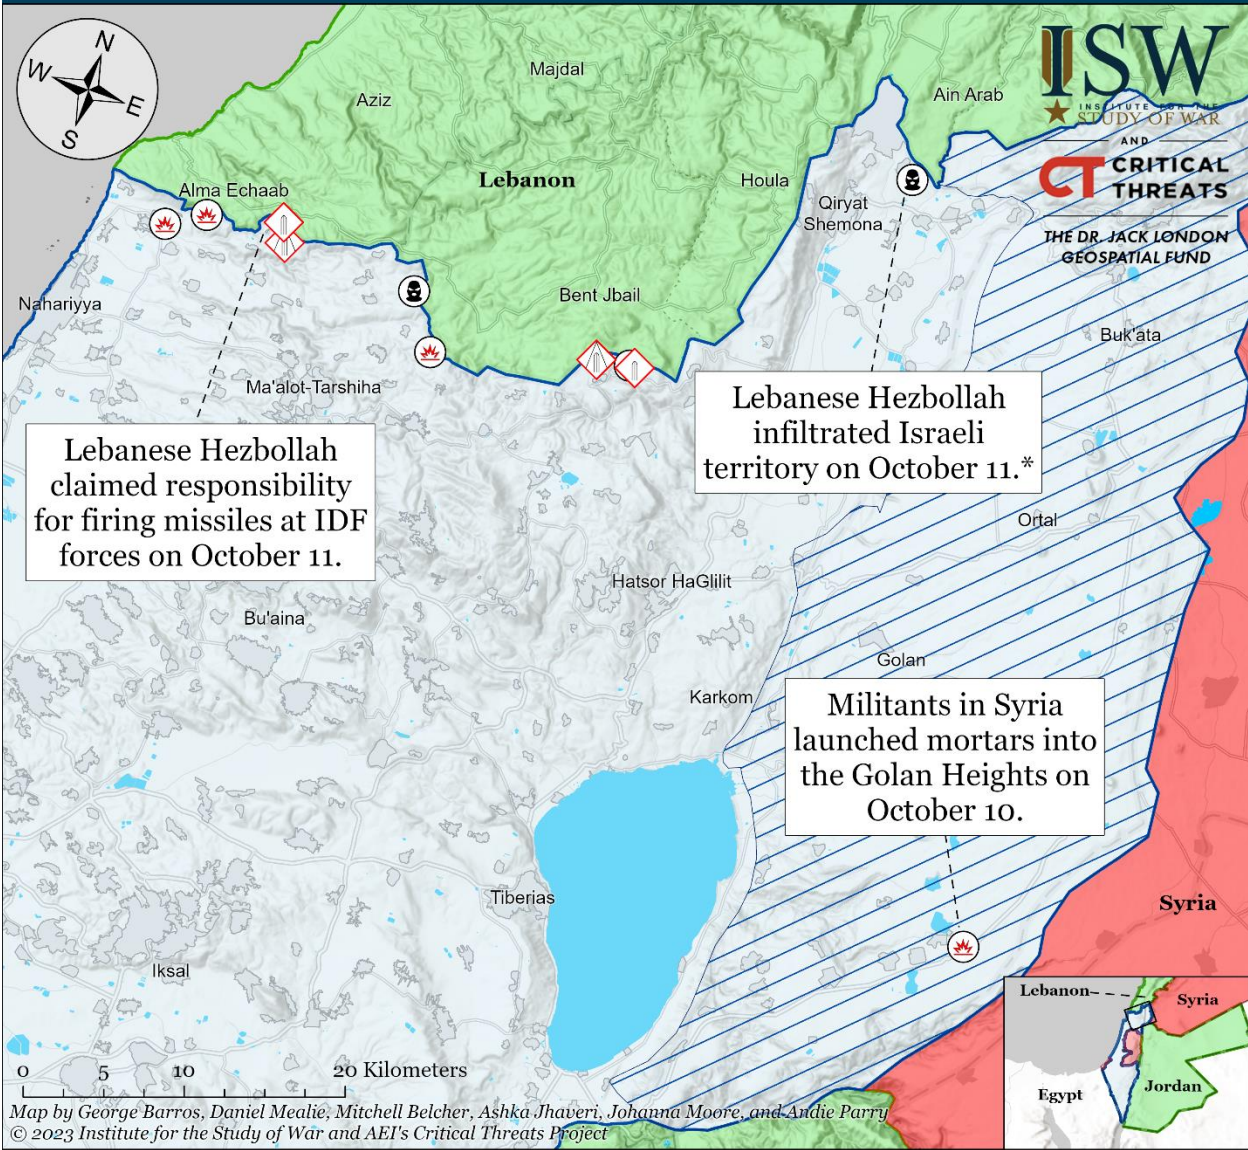 N
W
E
S
ISW
INSTITUTE FOR THE
STUDY OF WAR
AND
CT CRITICAL
THREATS
THE DR. JACK LONDON
GEOSPATIAL FUND
Majdal
Aziz
Ain Arab
Lebanon
Houla
Alma Echaab
Qiryat
Shemona
Nahariyya
Bent Jbail
Buk'ata
Ma'alot-Tarshiha
Lebanese Hezbollah
infiltrated Israeli
territory on October 11.*
Lebanese Hezbollah
claimed responsibility
for firing missiles at IDF
forces on October 11.
Ortal
Hatsor HaGlilit
Bu'aina
Golan
Karkom
Militants in Syria
launched mortars into
the Golan Heights on
October 10.
Tiberias
Syria
Iksal
Lebanon
Syria
Egypt
Jordan
0 5 10 20 Kilometers
Map by George Barros, Daniel Mealie, Mitchell Belcher, Ashka Jhaveri, Johanna Moore, and Andie Parry
© 2023 Institute for the Study of War and AEI's Critical Threats Project